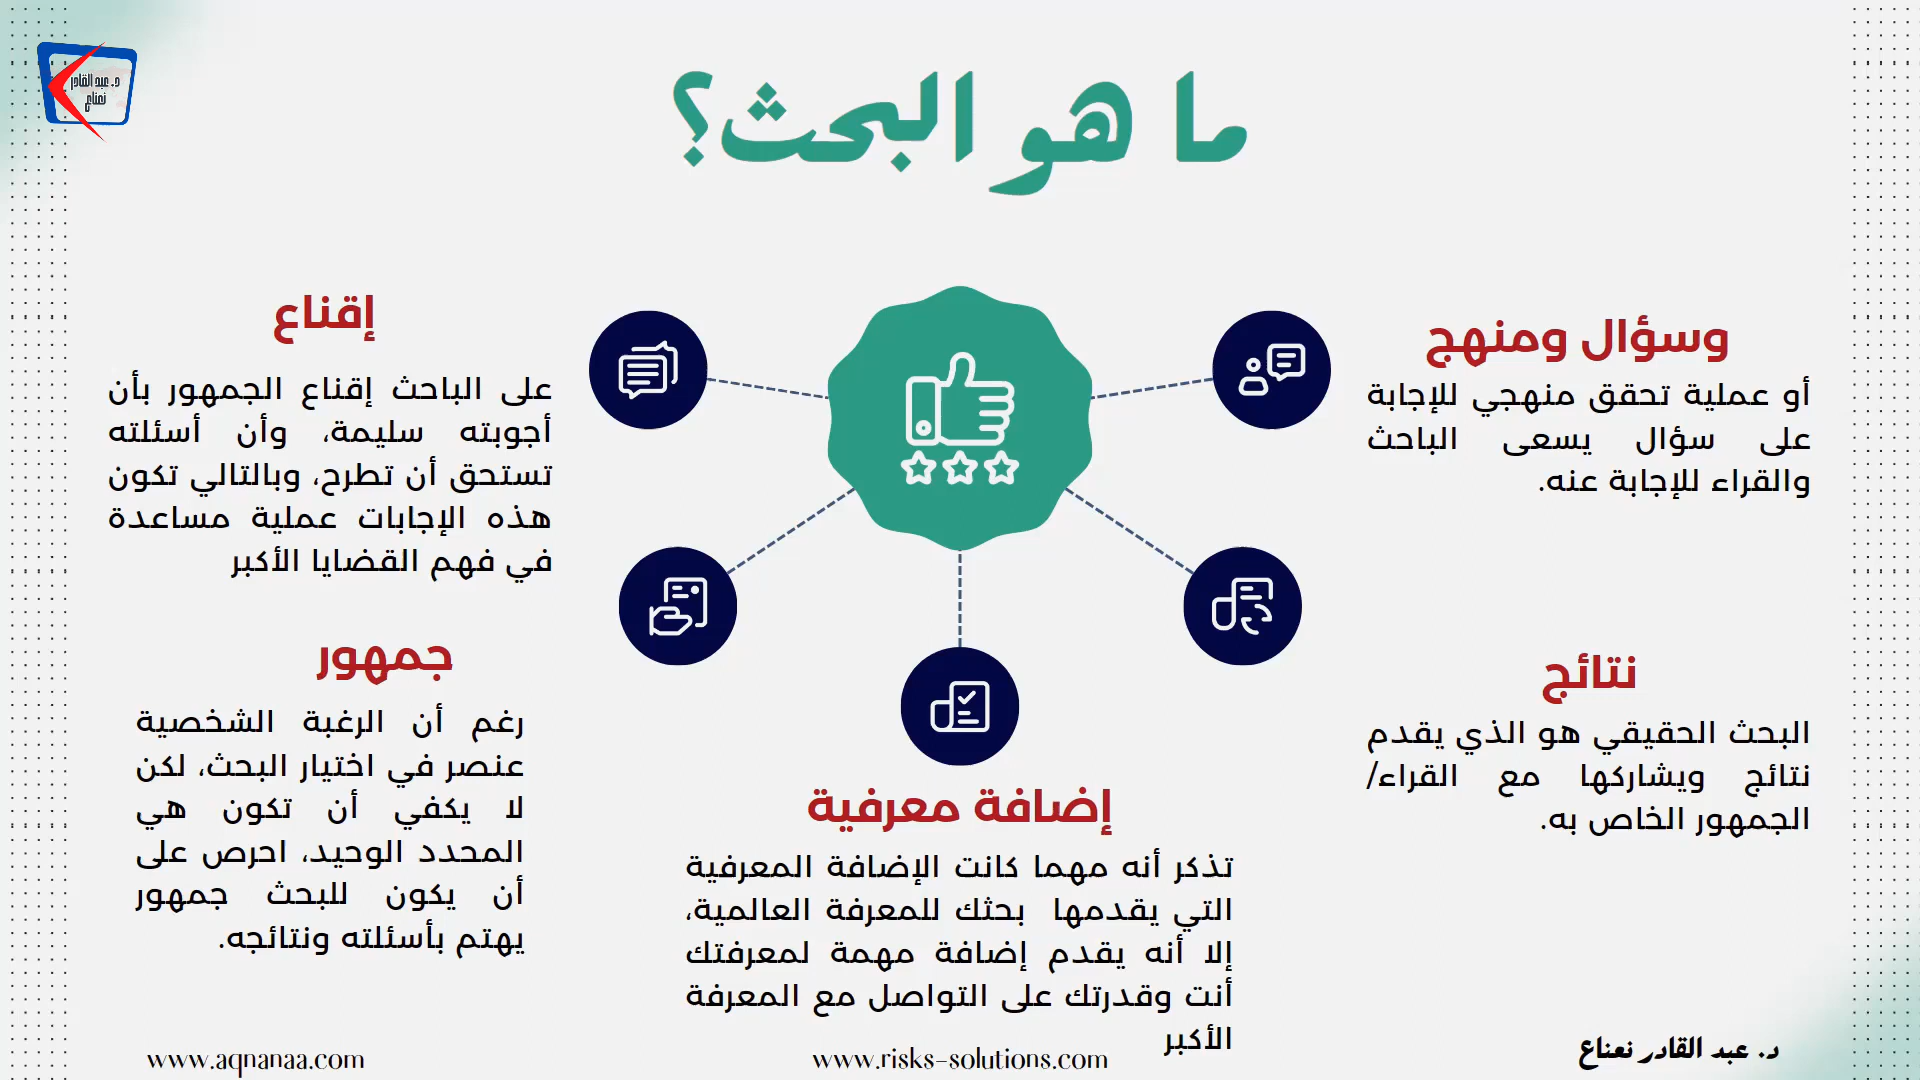 د. عبد القادر
نعناع
ما هو البحث؟
وسؤال ومنهج
أو عملية تحقق منهجي للإجابة
على سؤال يسعى الباحث
والقراء للإجابة عنه.
نتائج
البحث الحقيقي هو الذي يقدم
نتائج ويشاركها مع القراء/
الجمهور الخاص به.
إضافة معرفية
تذكر أنه مهما كانت الإضافة المعرفية
التي يقدمها بحثك للمعرفة العالمية،
إلا أنه يقدم إضافة مهمة لمعرفتك
أنت وقدرتك على التواصل مع المعرفة
الأكبر
إقناع
على الباحث إقناع الجمهور بأن
أجوبته سليمة، وأن أسئلته
تستحق أن تطرح، وبالتالي تكون
هذه الإجابات عملية مساعدة
في فهم القضايا الأكبر
جمهور
رغم أن الرغبة الشخصية
عنصر في اختيار البحث، لكن
لا يكفي أن تكون هي
المحدد الوحيد، احرص على
أن يكون للبحث جمهور
يهتم بأسئلته ونتائجه.
د. عبد القادر نعناع
www.risks-solutions.com
www.aqnanaa.com